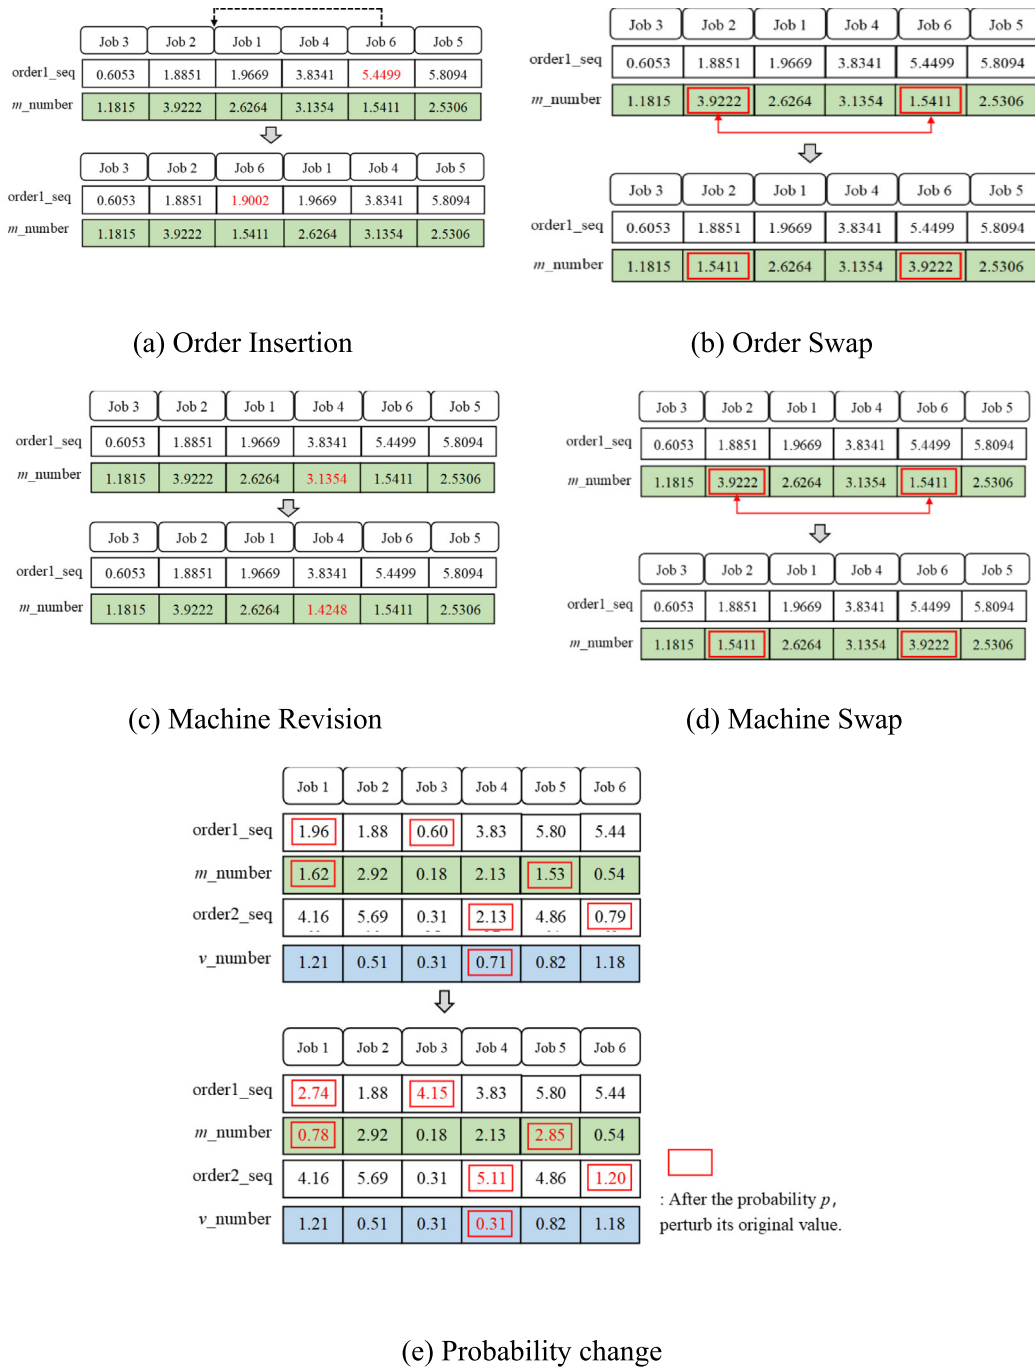 Job 3 Job 2 Job 1 Job 4 Job 6 Job 5
order1_seq 0.6053 1.8851 1.9669 3.8341 5.4499 5.8094
m_number 1.1815 3.9222 2.6264 3.1354 1.5411 2.5306
Job 3 Job 2 Job 6 Job 1 Job 4 Job 5
order1_seq 0.6053 1.8851 1.9002 1.9669 3.8341 5.8094
m_number 1.1815 3.9222 1.5411 2.6264 3.1354 2.5306
(a) Order Insertion
Job 3 Job 2 Job 1 Job 4 Job 6 Job 5
order1_seq 0.6053 1.8851 1.9669 3.8341 5.4499 5.8094
m_number 1.1815 3.9222 2.6264 3.1354 1.5411 2.5306
Job 3 Job 2 Job 1 Job 4 Job 6 Job 5
order1_seq 0.6053 1.8851 1.9669 3.8341 5.4499 5.8094
m_number 1.1815 1.5411 2.6264 3.1354 3.9222 2.5306
(b) Order Swap
Job 3 Job 2 Job 1 Job 4 Job 6 Job 5
order1_seq 0.6053 1.8851 1.9669 3.8341 5.4499 5.8094
m_number 1.1815 3.9222 2.6264 3.1354 1.5411 2.5306
Job 3 Job 2 Job 1 Job 4 Job 6 Job 5
order1_seq 0.6053 1.8851 1.9669 3.8341 5.4499 5.8094
m_number 1.1815 3.9222 2.6264 1.4248 1.5411 2.5306
(c) Machine Revision
Job 3 Job 2 Job 1 Job 4 Job 6 Job 5
order1_seq 0.6053 1.8851 1.9669 3.8341 5.4499 5.8094
m_number 1.1815 3.9222 2.6264 3.1354 1.5411 2.5306
Job 3 Job 2 Job 1 Job 4 Job 6 Job 5
order1_seq 0.6053 1.8851 1.9669 3.8341 5.4499 5.8094
m_number 1.1815 1.5411 2.6264 3.1354 3.9222 2.5306
(d) Machine Swap
Job 1 Job 2 Job 3 Job 4 Job 5 Job 6
order1_seq 1.96 1.88 0.60 3.83 5.80 5.44
m_number 1.62 2.92 0.18 2.13 1.53 0.54
order2_seq 4.16 5.69 0.31 2.13 4.86 0.79
v_number 1.21 0.51 0.31 0.71 0.82 1.18
Job 1 Job 2 Job 3 Job 4 Job 5 Job 6
order1_seq 2.74 1.88 4.15 3.83 5.80 5.44
m_number 0.78 2.92 0.18 2.13 2.85 0.54
order2_seq 4.16 5.69 0.31 5.11 4.86 1.20
v_number 1.21 0.51 0.31 0.31 0.82 1.18
: After the probability p,
perturb its original value.
(e) Probability change